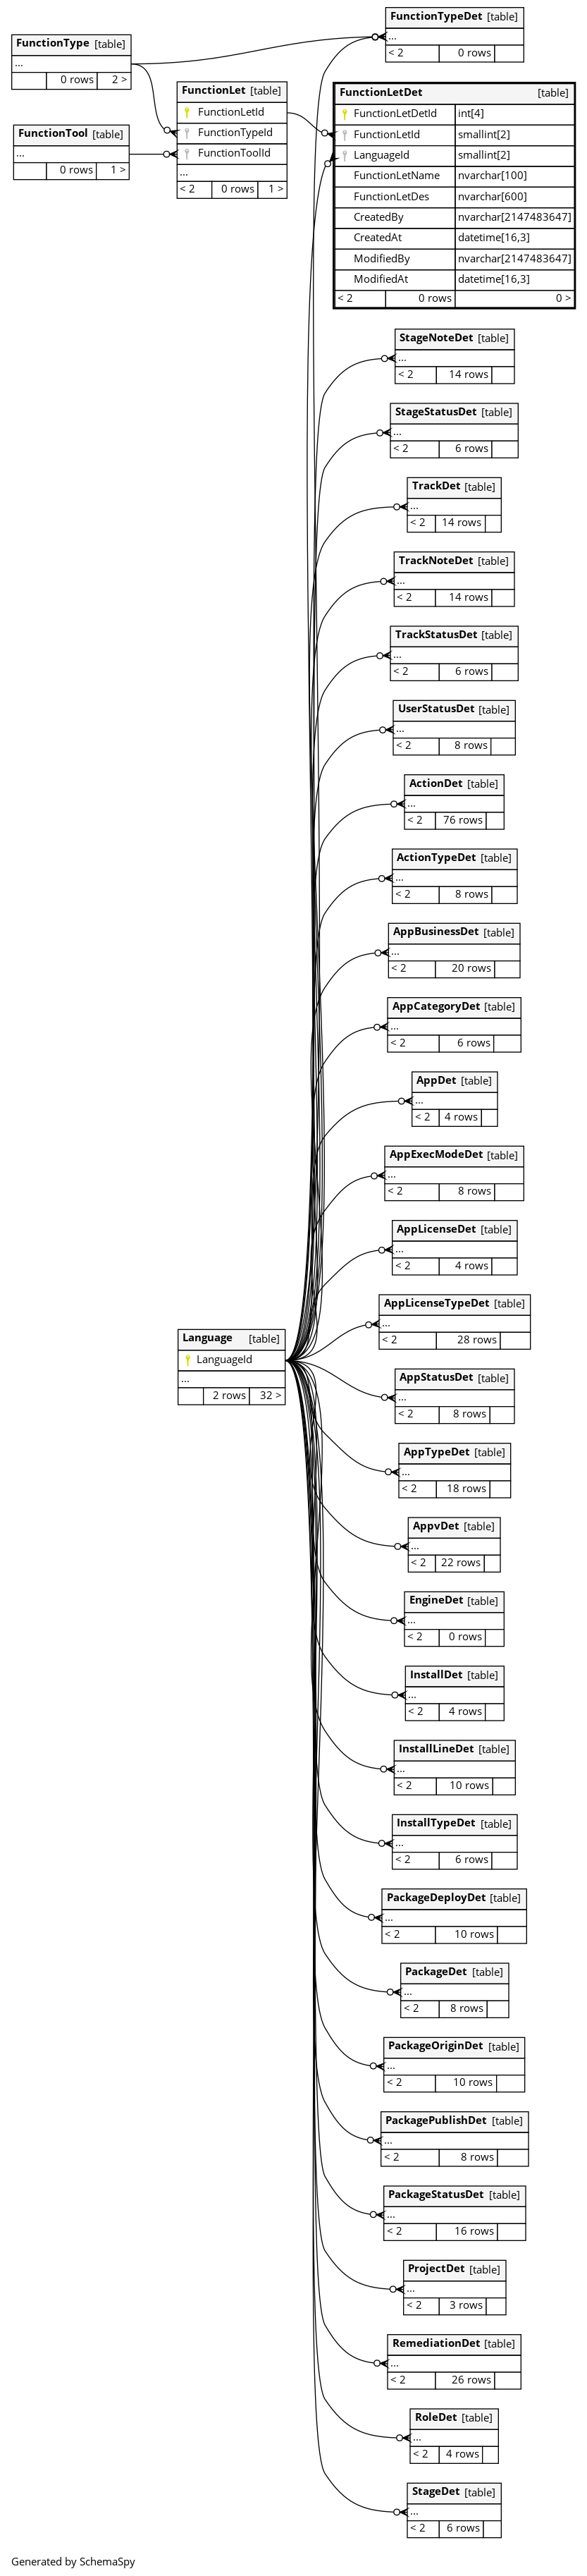 FunctionTypeDet [table]
...
< 2 0 rows
FunctionType [table]
...
0 rows 2 >
FunctionLet [table]
FunctionLetId
FunctionTypeId
FunctionToolId
...
< 2 0 rows 1 >
FunctionTool [table]
...
0 rows 1 >
FunctionLetDet [table]
FunctionLetDetId int[4]
FunctionLetId smallint[2]
LanguageId smallint[2]
FunctionLetName nvarchar[100]
FunctionLetDes nvarchar[600]
CreatedBy nvarchar[2147483647]
CreatedAt datetime[16,3]
ModifiedBy nvarchar[2147483647]
ModifiedAt datetime[16,3]
< 2 0 rows 0 >
StageNoteDet [table]
...
< 2 14 rows
StageStatusDet [table]
...
< 2 6 rows
TrackDet [table]
...
< 2 14 rows
TrackNoteDet [table]
...
< 2 14 rows
TrackStatusDet [table]
...
< 2 6 rows
UserStatusDet [table]
...
< 2 8 rows
ActionDet [table]
...
< 2 76 rows
ActionTypeDet [table]
...
< 2 8 rows
AppBusinessDet [table]
...
< 2 20 rows
AppCategoryDet [table]
...
< 2 6 rows
AppDet [table]
...
< 2 4 rows
AppExecModeDet [table]
...
< 2 8 rows
AppLicenseDet [table]
...
< 2 4 rows
AppLicenseTypeDet [table]
...
< 2 28 rows
Language [table]
LanguageId
...
2 rows 32 >
AppStatusDet [table]
...
< 2 8 rows
AppTypeDet [table]
...
< 2 18 rows
AppvDet [table]
...
< 2 22 rows
EngineDet [table]
...
< 2 0 rows
InstallDet [table]
...
< 2 4 rows
InstallLineDet [table]
...
< 2 10 rows
InstallTypeDet [table]
...
< 2 6 rows
PackageDeployDet [table]
...
< 2 10 rows
PackageDet [table]
...
< 2 8 rows
PackageOriginDet [table]
...
< 2 10 rows
PackagePublishDet [table]
...
< 2 8 rows
PackageStatusDet [table]
...
< 2 16 rows
ProjectDet [table]
...
< 2 3 rows
RemediationDet [table]
...
< 2 26 rows
RoleDet [table]
...
< 2 4 rows
StageDet [table]
...
< 2 6 rows
Generated by SchemaSpy